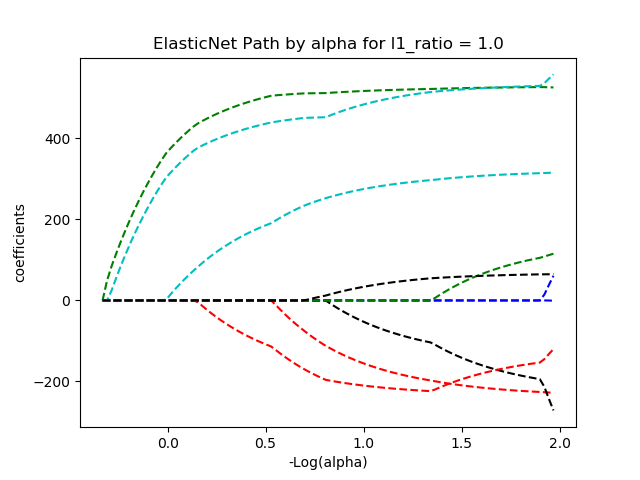 ElasticNet Path by alpha for l1_ratio = 1.0
coefficients
400
200
0
−200
0.0 0.5 1.0 1.5 2.0
-Log(alpha)